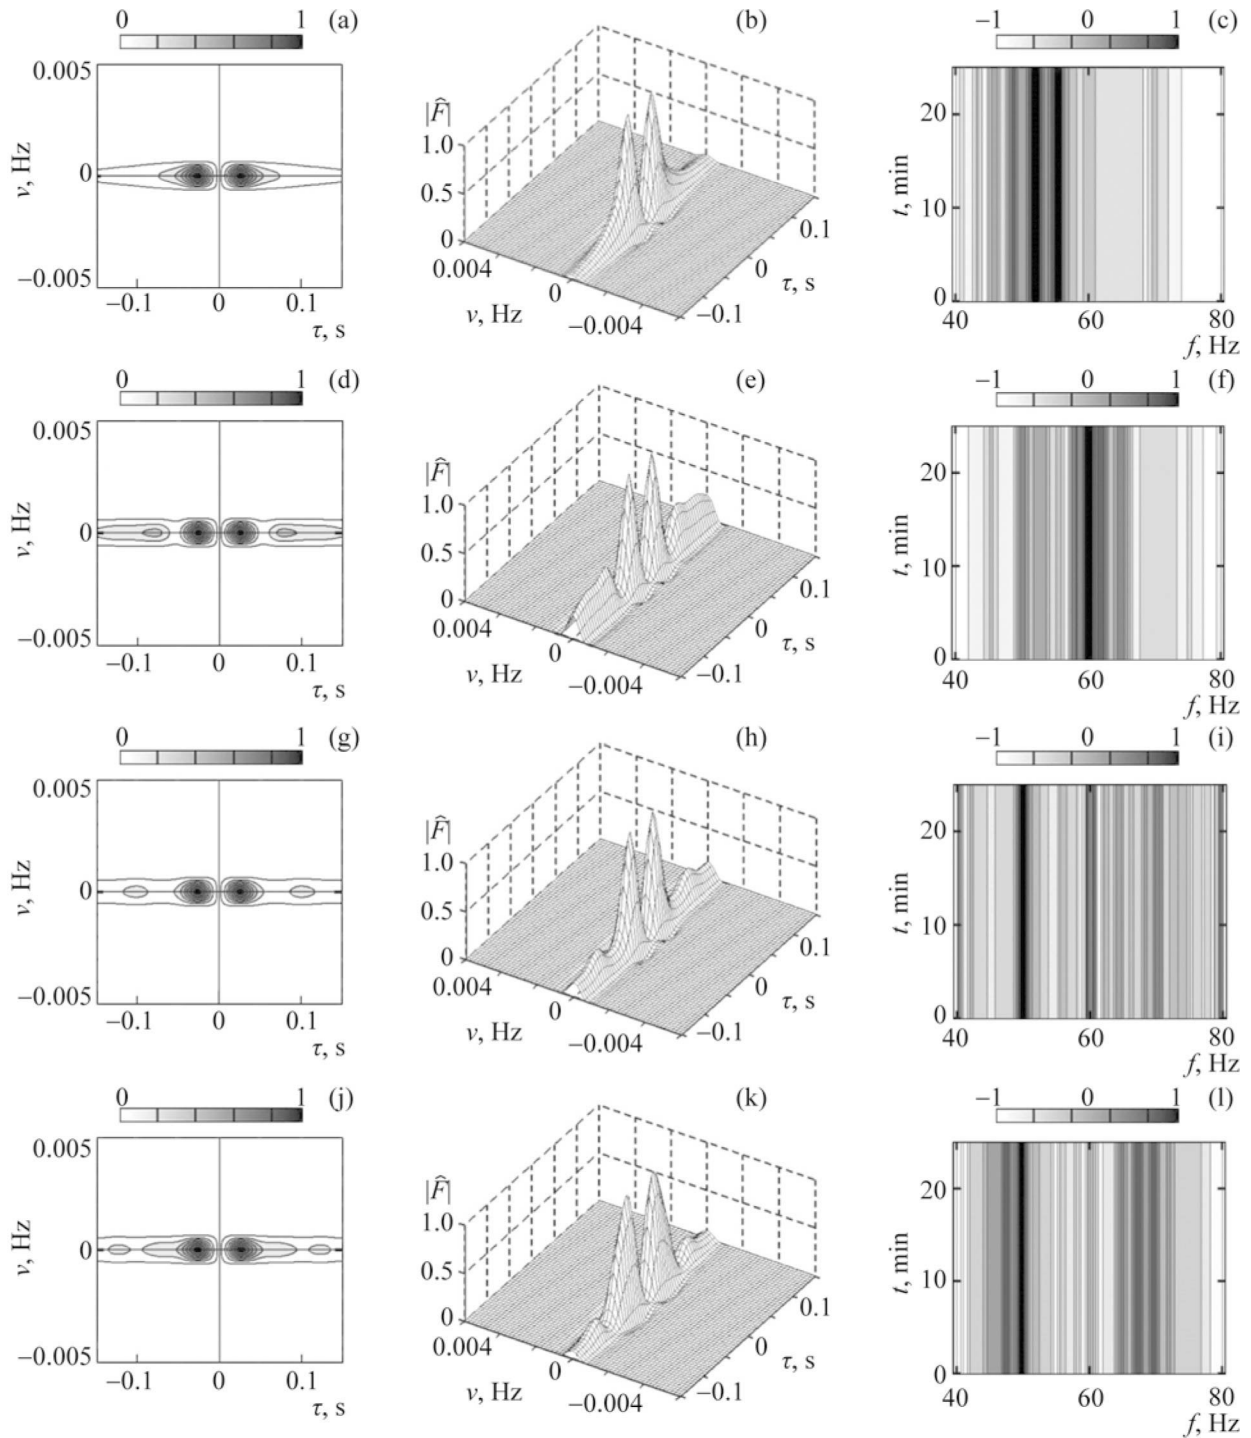 0 1 (a)
0.005
0
−0.005
ν, Hz
−0.1 0 0.1
τ, s
(b)
|F̂|
1.0
0.5
0
0.004
0
−0.004
ν, Hz
0.1
0
−0.1
τ, s
−1 0 1 (c)
20
10
0
t, min
40 60 80
f, Hz
0 1 (d)
0.005
0
−0.005
ν, Hz
−0.1 0 0.1
τ, s
(e)
|F̂|
1.0
0.5
0
0.004
0
−0.004
ν, Hz
0.1
0
−0.1
τ, s
−1 0 1 (f)
20
10
0
t, min
40 60 80
f, Hz
0 1 (g)
0.005
0
−0.005
ν, Hz
−0.1 0 0.1
τ, s
(h)
|F̂|
1.0
0.5
0
0.004
0
−0.004
ν, Hz
0.1
0
−0.1
τ, s
−1 0 1 (i)
20
10
0
t, min
40 60 80
f, Hz
0 1 (j)
0.005
0
−0.005
ν, Hz
−0.1 0 0.1
τ, s
(k)
|F̂|
1.0
0.5
0
0.004
0
−0.004
ν, Hz
0.1
0
−0.1
τ, s
−1 0 1 (l)
20
10
0
t, min
40 60 80
f, Hz